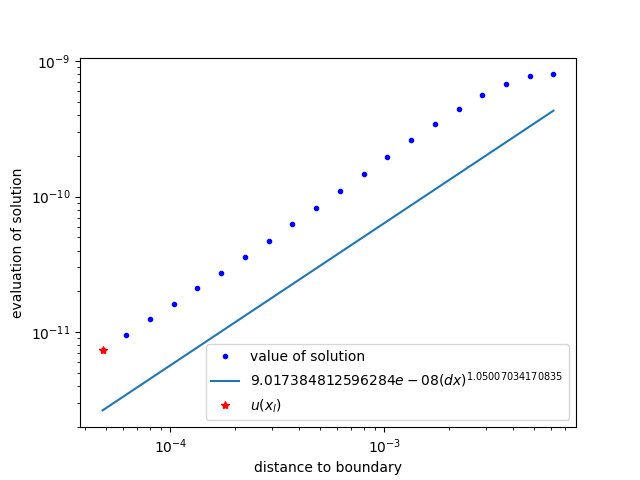 10⁻⁹
10⁻¹⁰
10⁻¹¹
evaluation of solution
value of solution
9.017384812596284e − 08(dx)^1.05007034170835
u(x_I)
10⁻⁴ 10⁻³
distance to boundary